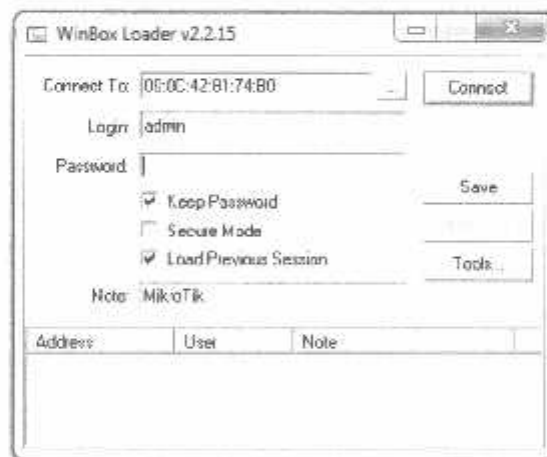 WinBox Loader v2.2.15
Connect To: 00:0C:42:81:74:B0 ... Connect
Login: admin
Password:
Keep Password Save
Secure Mode
Load Previous Session Tools...
Note: MikroTik
Address User Note